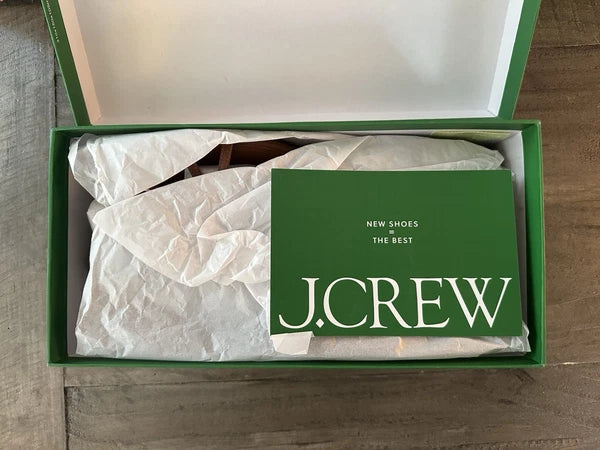 NEW SHOES
=
THE BEST
J.CREW